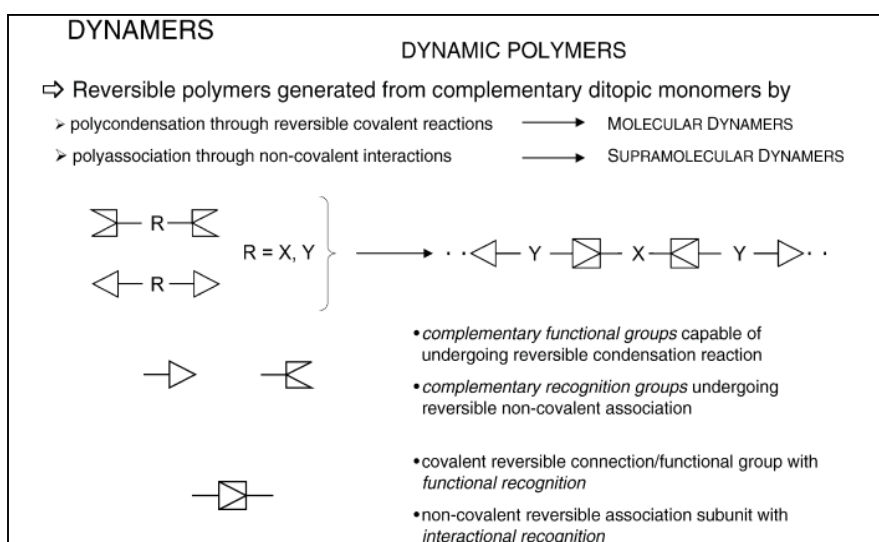 DYNAMERS
DYNAMIC POLYMERS
⇨ Reversible polymers generated from complementary ditopic monomers by
➢ polycondensation through reversible covalent reactions → MOLECULAR DYNAMERS
➢ polyassociation through non-covalent interactions → SUPRAMOLECULAR DYNAMERS
R
R = X, Y
R
· · Y X Y · ·
• complementary functional groups capable of
undergoing reversible condensation reaction
• complementary recognition groups undergoing
reversible non-covalent association
• covalent reversible connection/functional group with
functional recognition
• non-covalent reversible association subunit with
interactional recognition